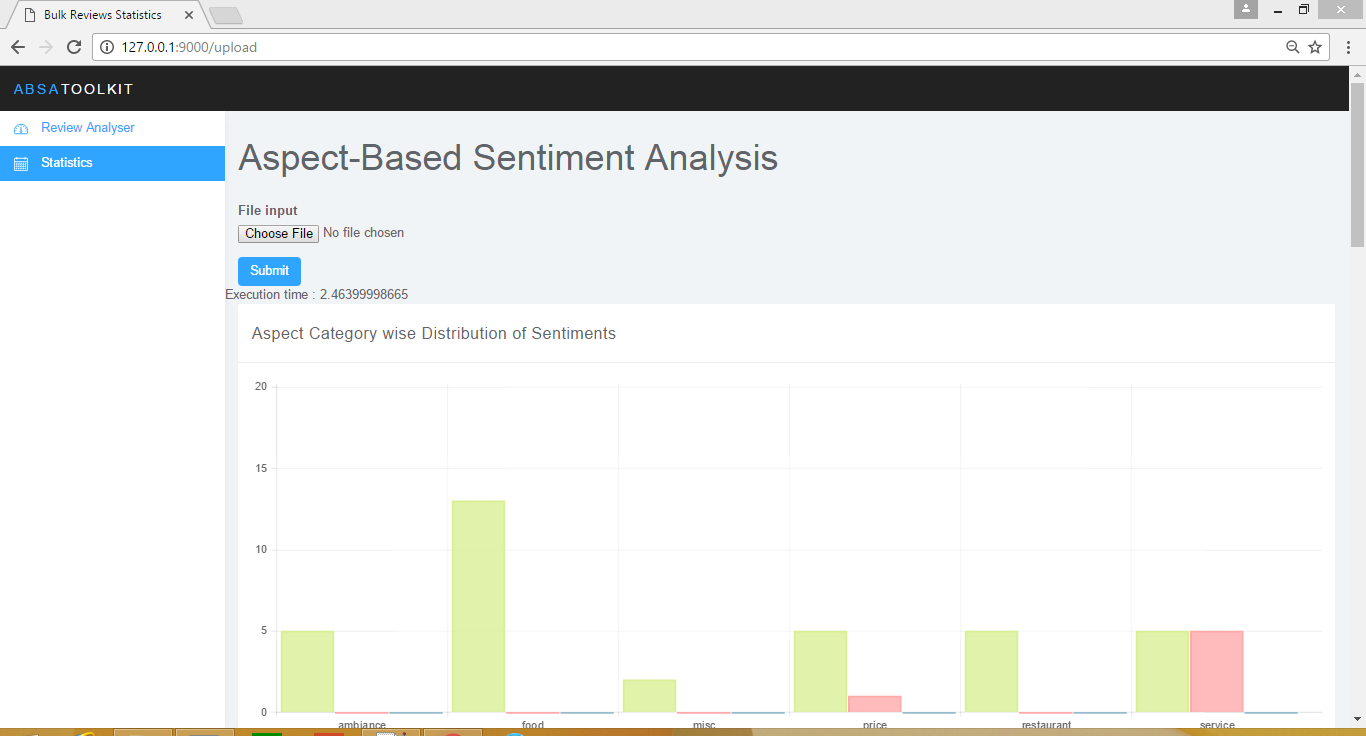 Bulk Reviews Statistics
127.0.0.1:9000/upload
ABSATOOLKIT
Review Analyser
Statistics
Aspect-Based Sentiment Analysis
File input
Choose File No file chosen
Submit
Execution time : 2.46399998665
Aspect Category wise Distribution of Sentiments
20
15
10
5
0
ambiance food misc price restaurant service